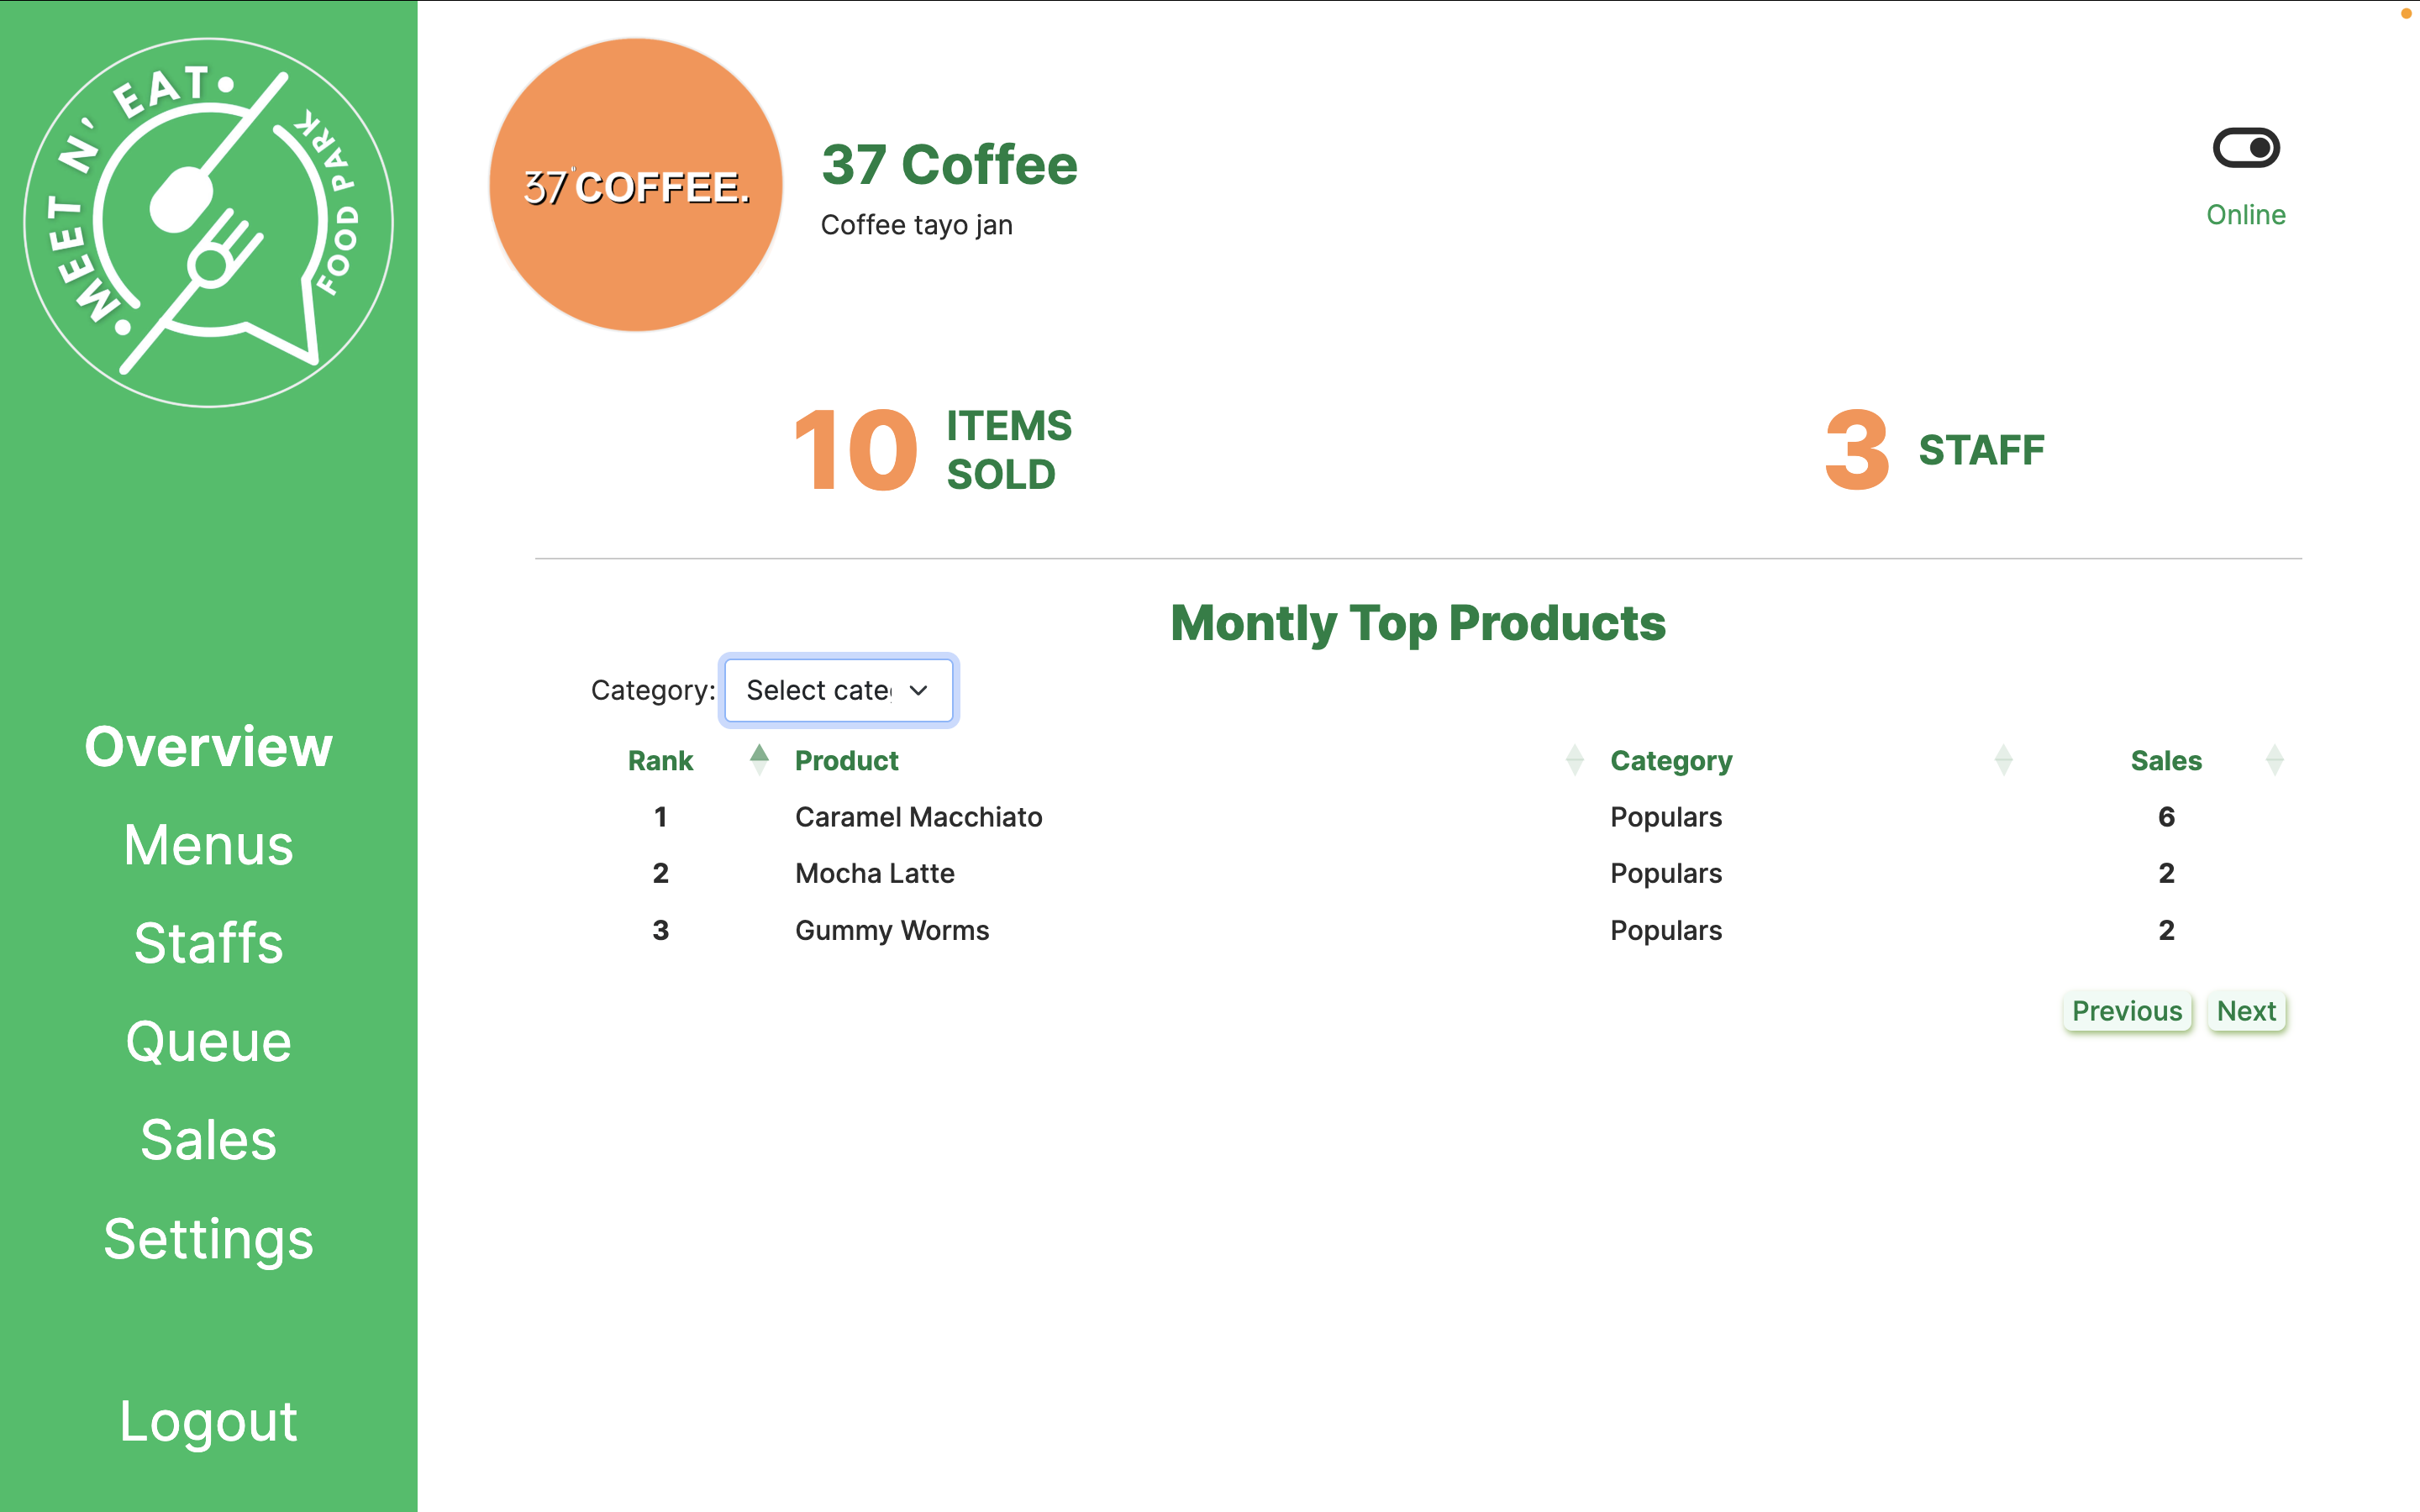 MEET N' EAT
FOOD PARK
Overview
Menus
Staffs
Queue
Sales
Settings
Logout
37°COFFEE.
37 Coffee
Coffee tayo jan
Online
10 ITEMS SOLD
3 STAFF
Montly Top Products
Category: Select cate
Rank Product Category Sales
1 Caramel Macchiato Populars 6
2 Mocha Latte Populars 2
3 Gummy Worms Populars 2
Previous Next